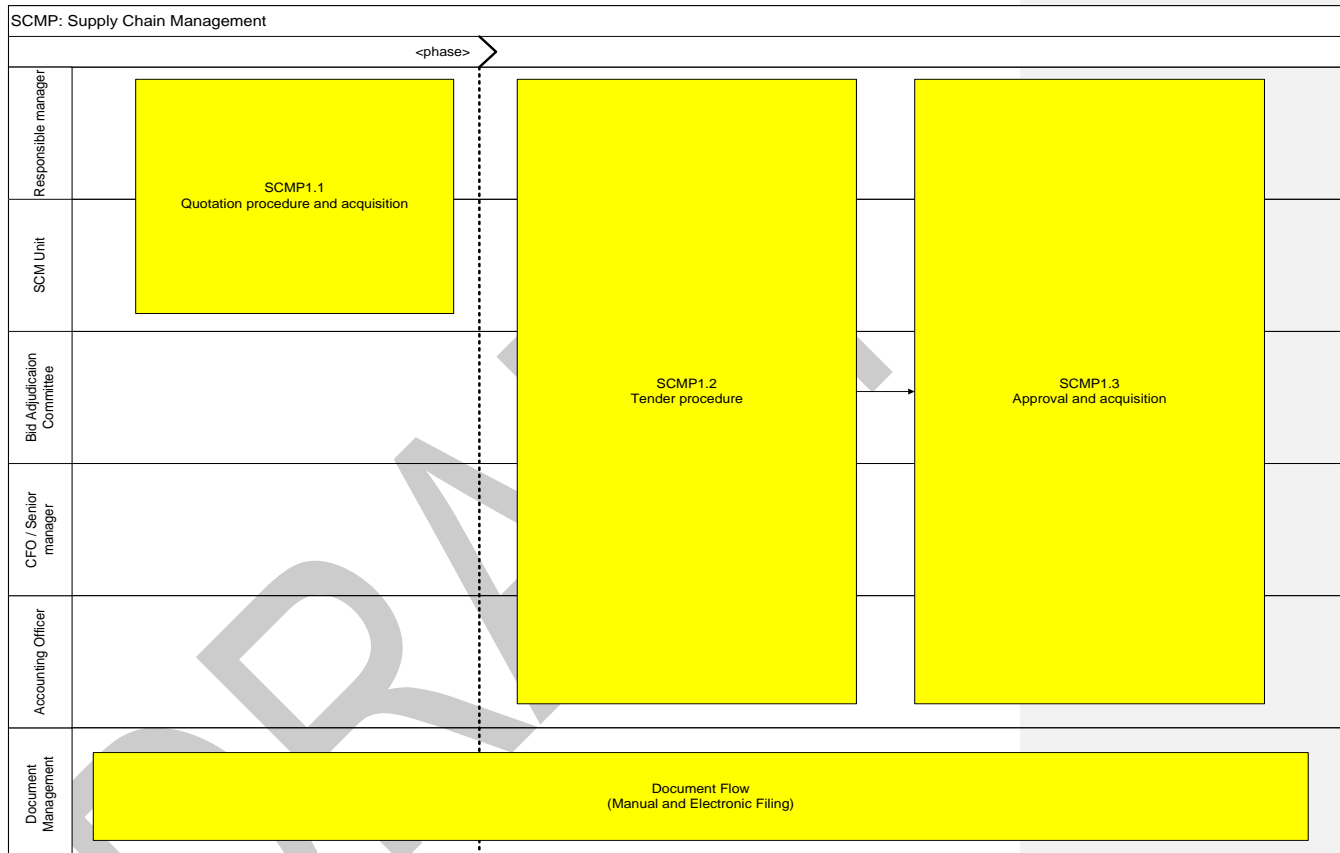 SCMP: Supply Chain Management
<phase>
Responsible manager
SCM Unit
Bid Adjudicaion
Committee
CFO / Senior
manager
Accounting Officer
Document
Management
SCMP1.1
Quotation procedure and acquisition
SCMP1.2
Tender procedure
SCMP1.3
Approval and acquisition
Document Flow
(Manual and Electronic Filing)
DRAFT